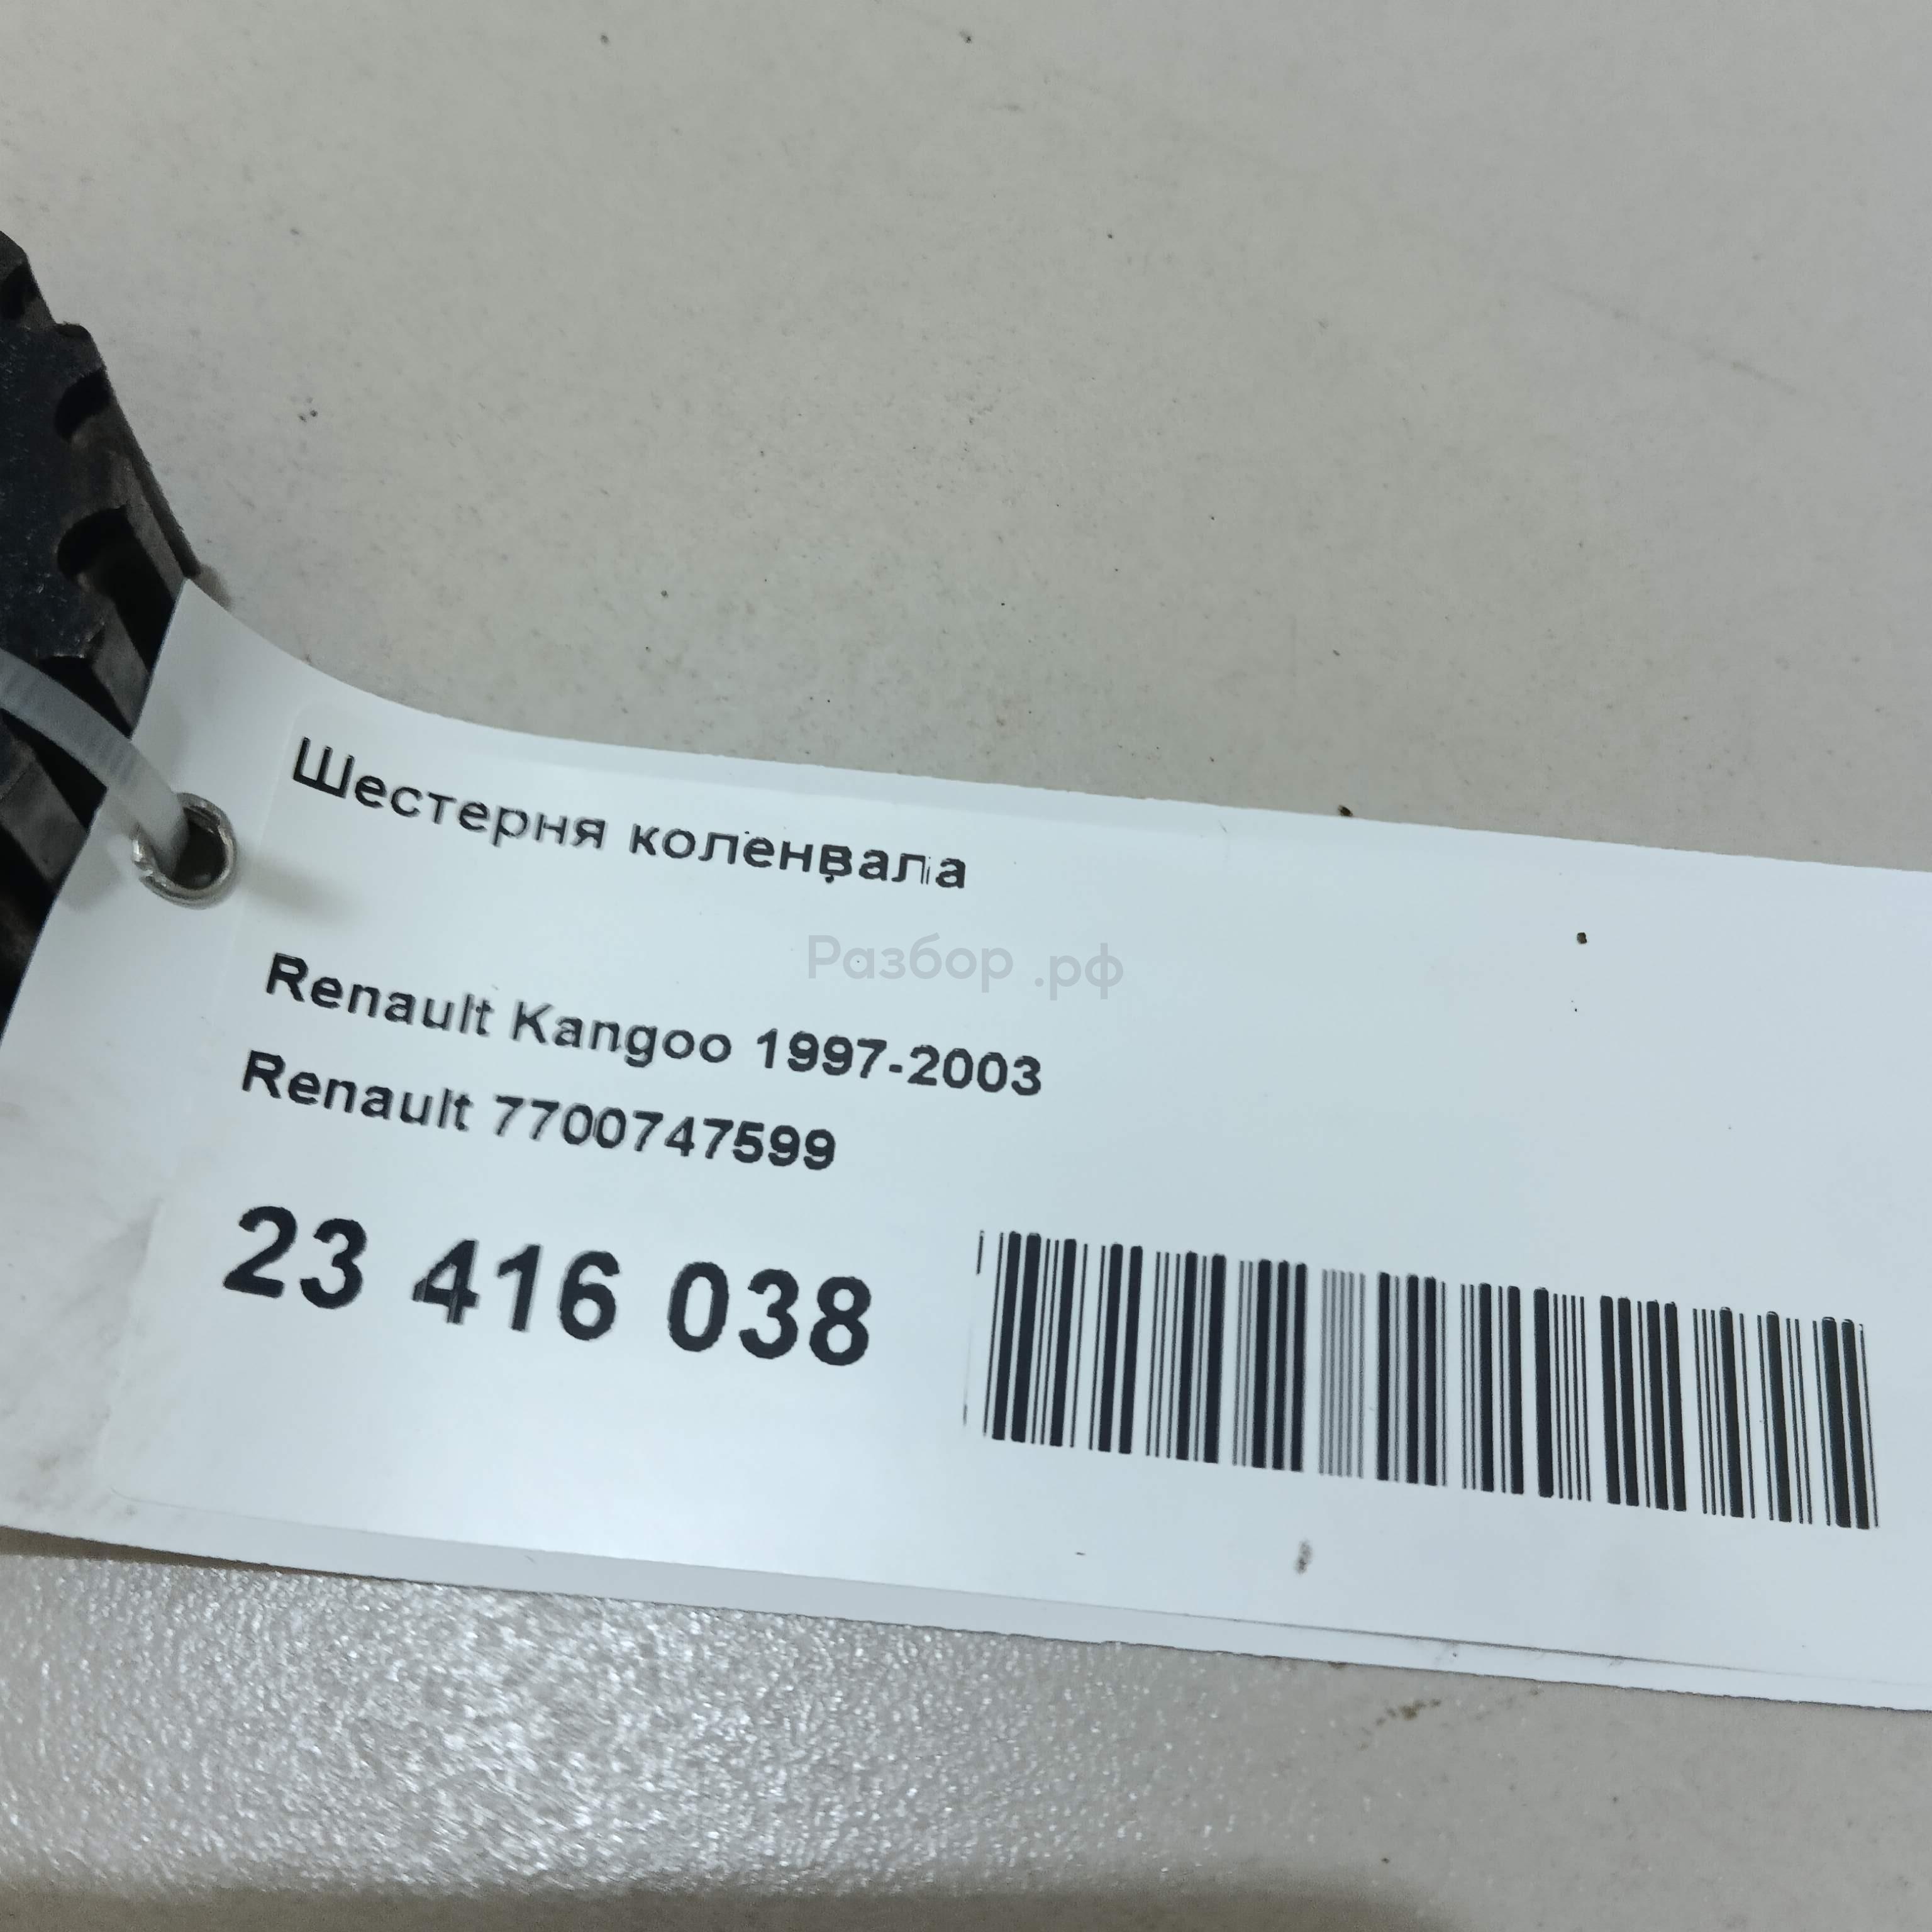 Шестерня коленвала
Разбор.рф
Renault Kangoo 1997-2003
Renault 7700747599
23 416 038